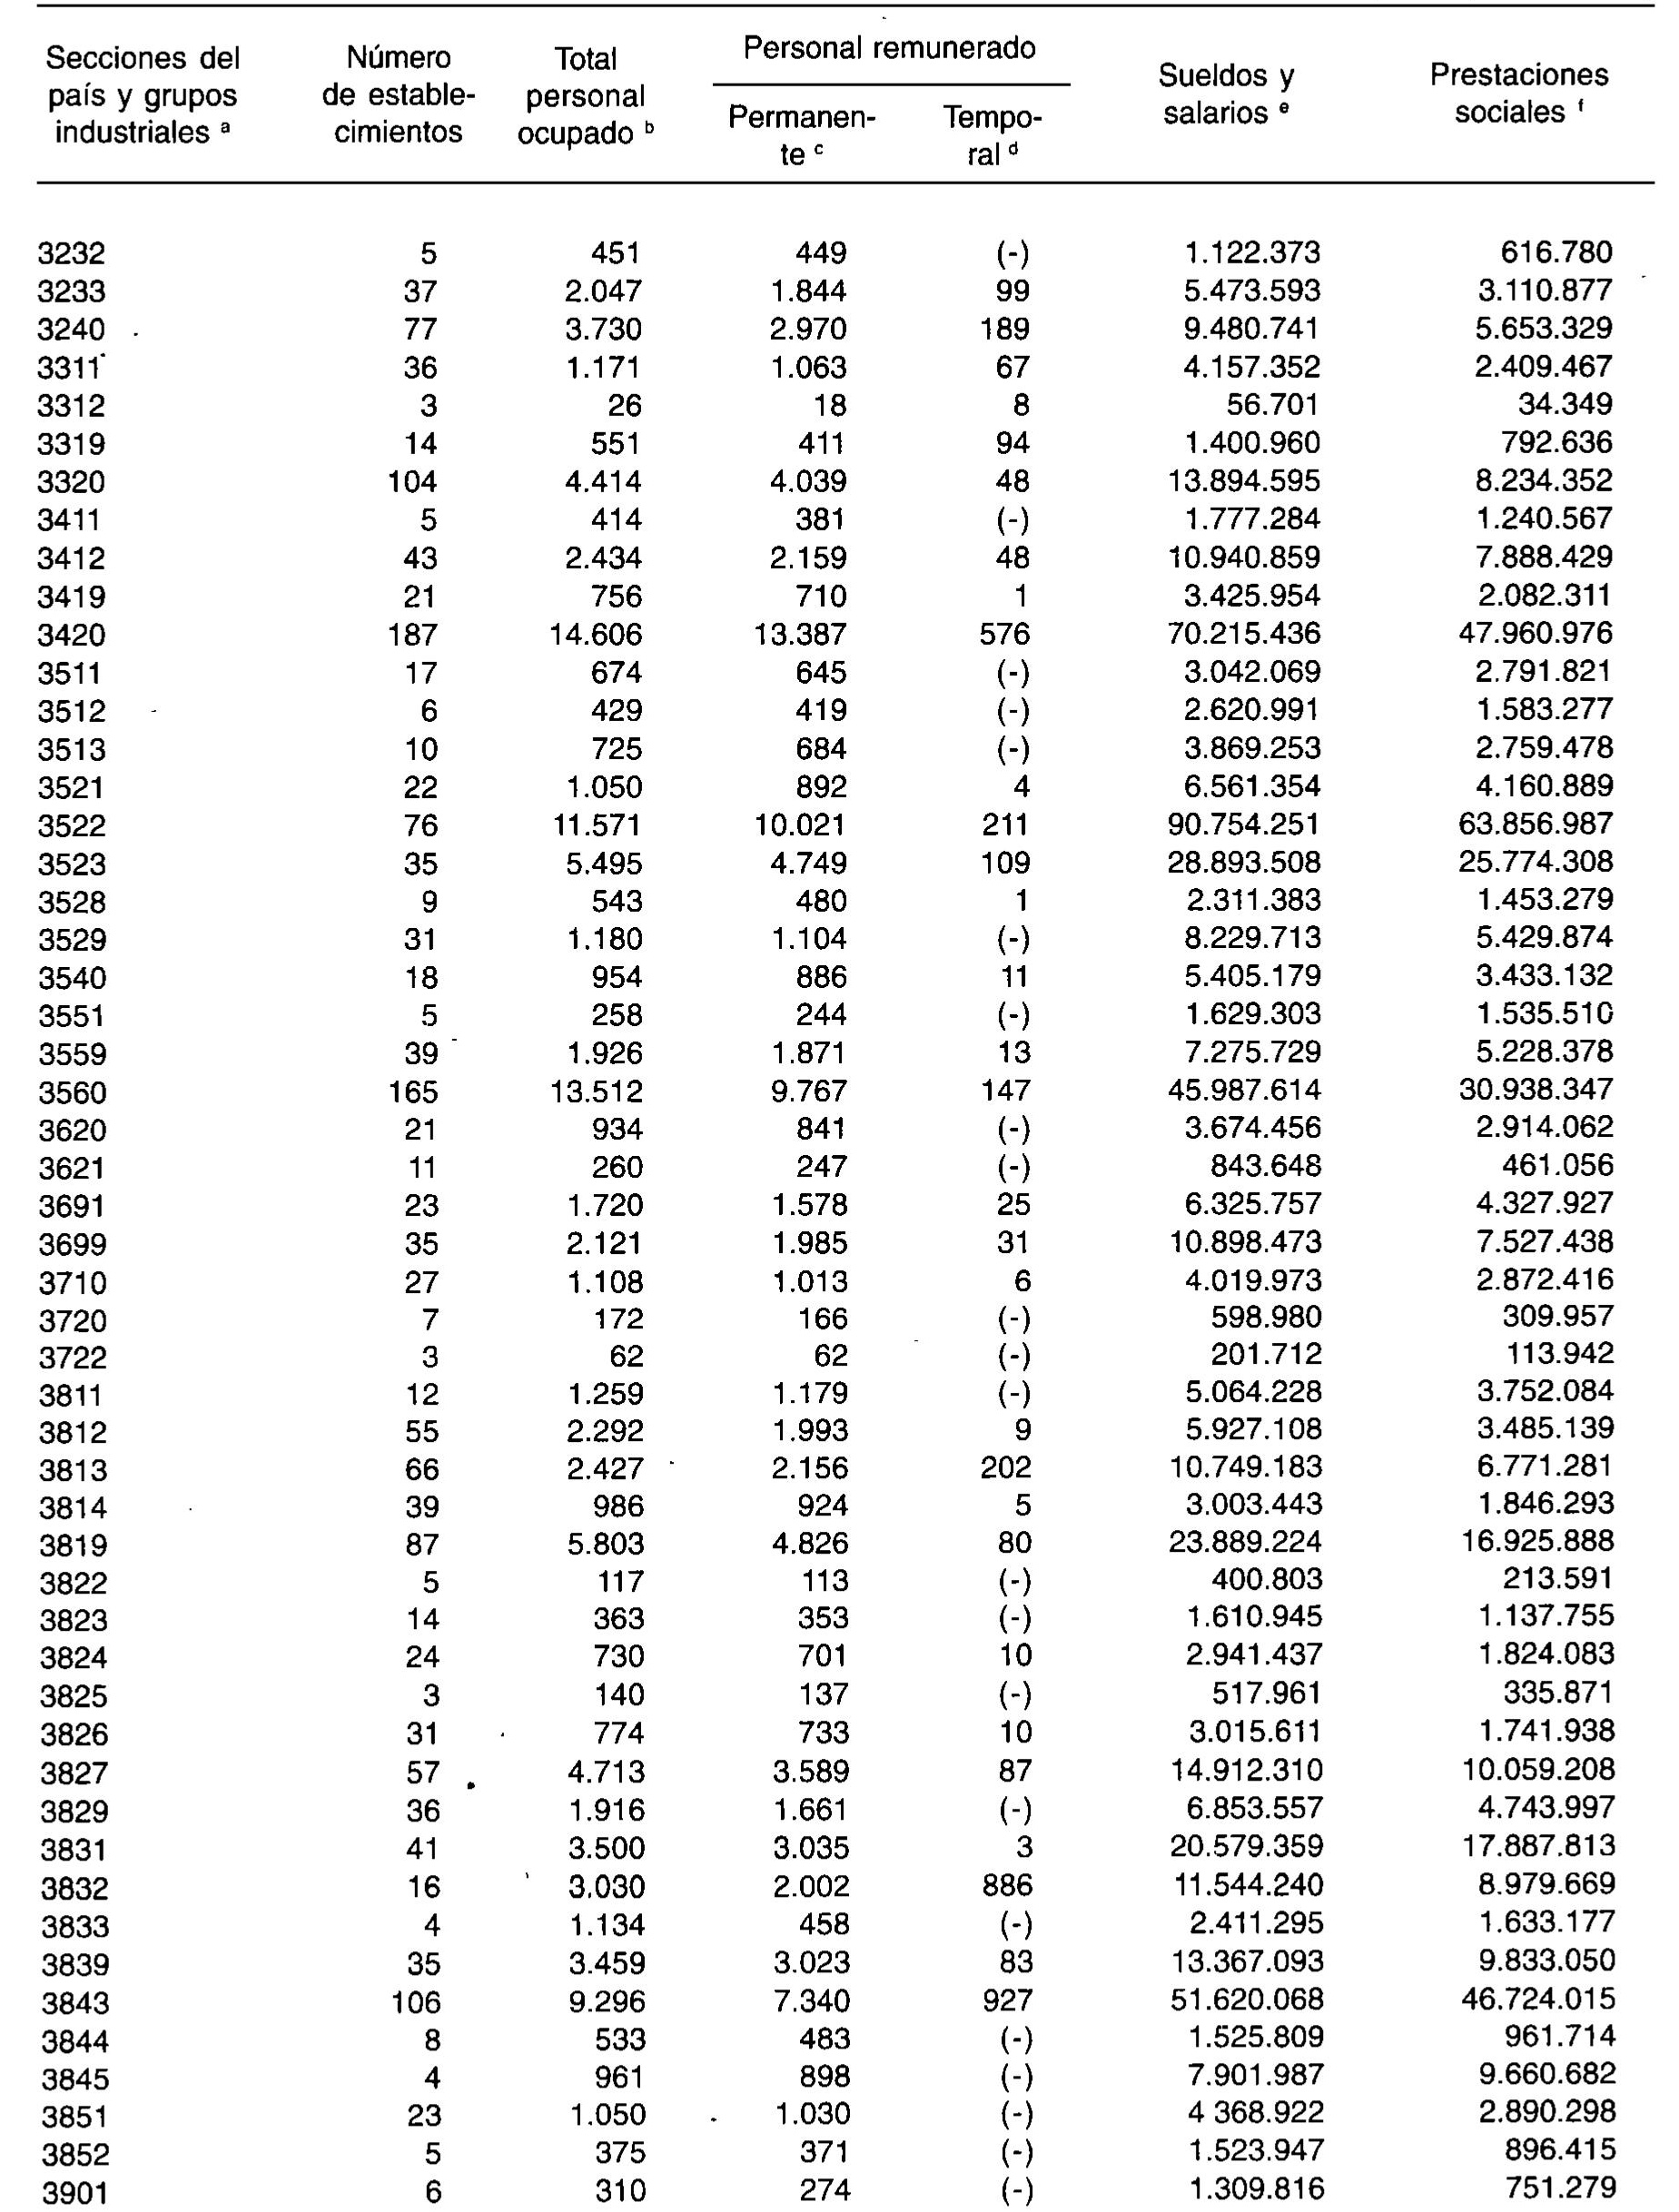 Secciones del país y grupos industriales a Número de estable-cimientos Total personal ocupado b Personal remunerado Permanen-te c Tempo-ral d Sueldos y salarios e Prestaciones sociales f
3232 5 451 449 (-) 1.122.373 616.780
3233 37 2.047 1.844 99 5.473.593 3.110.877
3240 77 3.730 2.970 189 9.480.741 5.653.329
3311 36 1.171 1.063 67 4.157.352 2.409.467
3312 3 26 18 8 56.701 34.349
3319 14 551 411 94 1.400.960 792.636
3320 104 4.414 4.039 48 13.894.595 8.234.352
3411 5 414 381 (-) 1.777.284 1.240.567
3412 43 2.434 2.159 48 10.940.859 7.888.429
3419 21 756 710 1 3.425.954 2.082.311
3420 187 14.606 13.387 576 70.215.436 47.960.976
3511 17 674 645 (-) 3.042.069 2.791.821
3512 6 429 419 (-) 2.620.991 1.583.277
3513 10 725 684 (-) 3.869.253 2.759.478
3521 22 1.050 892 4 6.561.354 4.160.889
3522 76 11.571 10.021 211 90.754.251 63.856.987
3523 35 5.495 4.749 109 28.893.508 25.774.308
3528 9 543 480 1 2.311.383 1.453.279
3529 31 1.180 1.104 (-) 8.229.713 5.429.874
3540 18 954 886 11 5.405.179 3.433.132
3551 5 258 244 (-) 1.629.303 1.535.510
3559 39 1.926 1.871 13 7.275.729 5.228.378
3560 165 13.512 9.767 147 45.987.614 30.938.347
3620 21 934 841 (-) 3.674.456 2.914.062
3621 11 260 247 (-) 843.648 461.056
3691 23 1.720 1.578 25 6.325.757 4.327.927
3699 35 2.121 1.985 31 10.898.473 7.527.438
3710 27 1.108 1.013 6 4.019.973 2.872.416
3720 7 172 166 (-) 598.980 309.957
3722 3 62 62 (-) 201.712 113.942
3811 12 1.259 1.179 (-) 5.064.228 3.752.084
3812 55 2.292 1.993 9 5.927.108 3.485.139
3813 66 2.427 2.156 202 10.749.183 6.771.281
3814 39 986 924 5 3.003.443 1.846.293
3819 87 5.803 4.826 80 23.889.224 16.925.888
3822 5 117 113 (-) 400.803 213.591
3823 14 363 353 (-) 1.610.945 1.137.755
3824 24 730 701 10 2.941.437 1.824.083
3825 3 140 137 (-) 517.961 335.871
3826 31 774 733 10 3.015.611 1.741.938
3827 57 4.713 3.589 87 14.912.310 10.059.208
3829 36 1.916 1.661 (-) 6.853.557 4.743.997
3831 41 3.500 3.035 3 20.579.359 17.887.813
3832 16 3.030 2.002 886 11.544.240 8.979.669
3833 4 1.134 458 (-) 2.411.295 1.633.177
3839 35 3.459 3.023 83 13.367.093 9.833.050
3843 106 9.296 7.340 927 51.620.068 46.724.015
3844 8 533 483 (-) 1.525.809 961.714
3845 4 961 898 (-) 7.901.987 9.660.682
3851 23 1.050 1.030 (-) 4 368.922 2.890.298
3852 5 375 371 (-) 1.523.947 896.415
3901 6 310 274 (-) 1.309.816 751.279